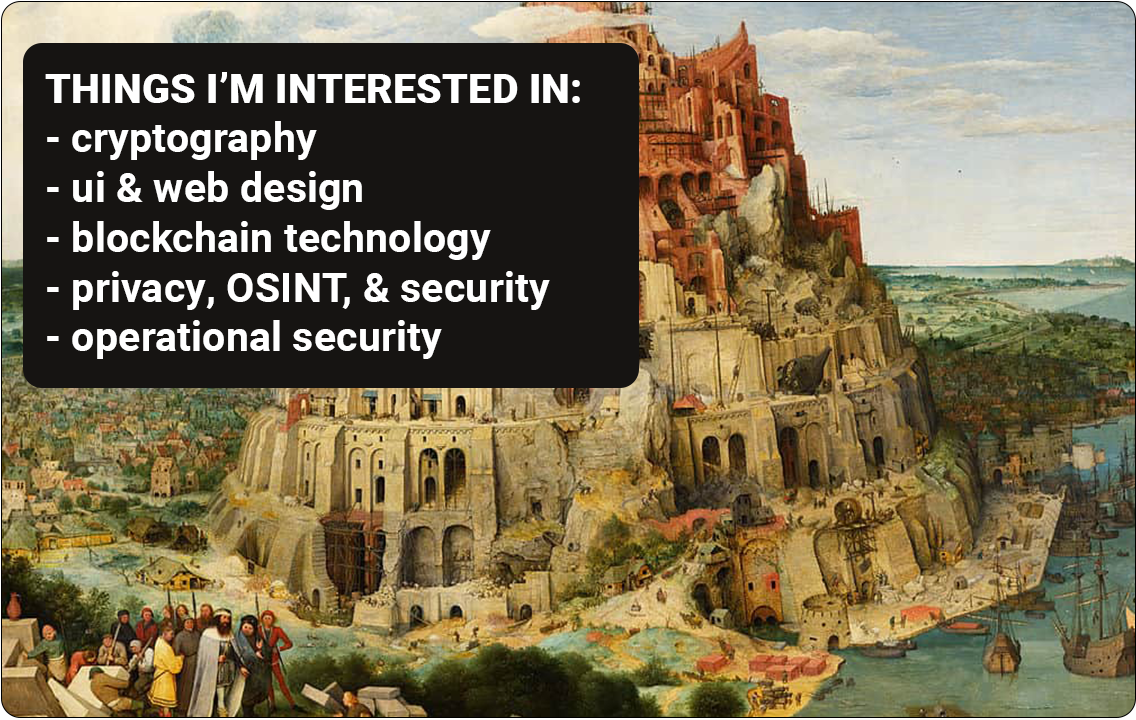 THINGS I’M INTERESTED IN:
- cryptography
- ui & web design
- blockchain technology
- privacy, OSINT, & security
- operational security